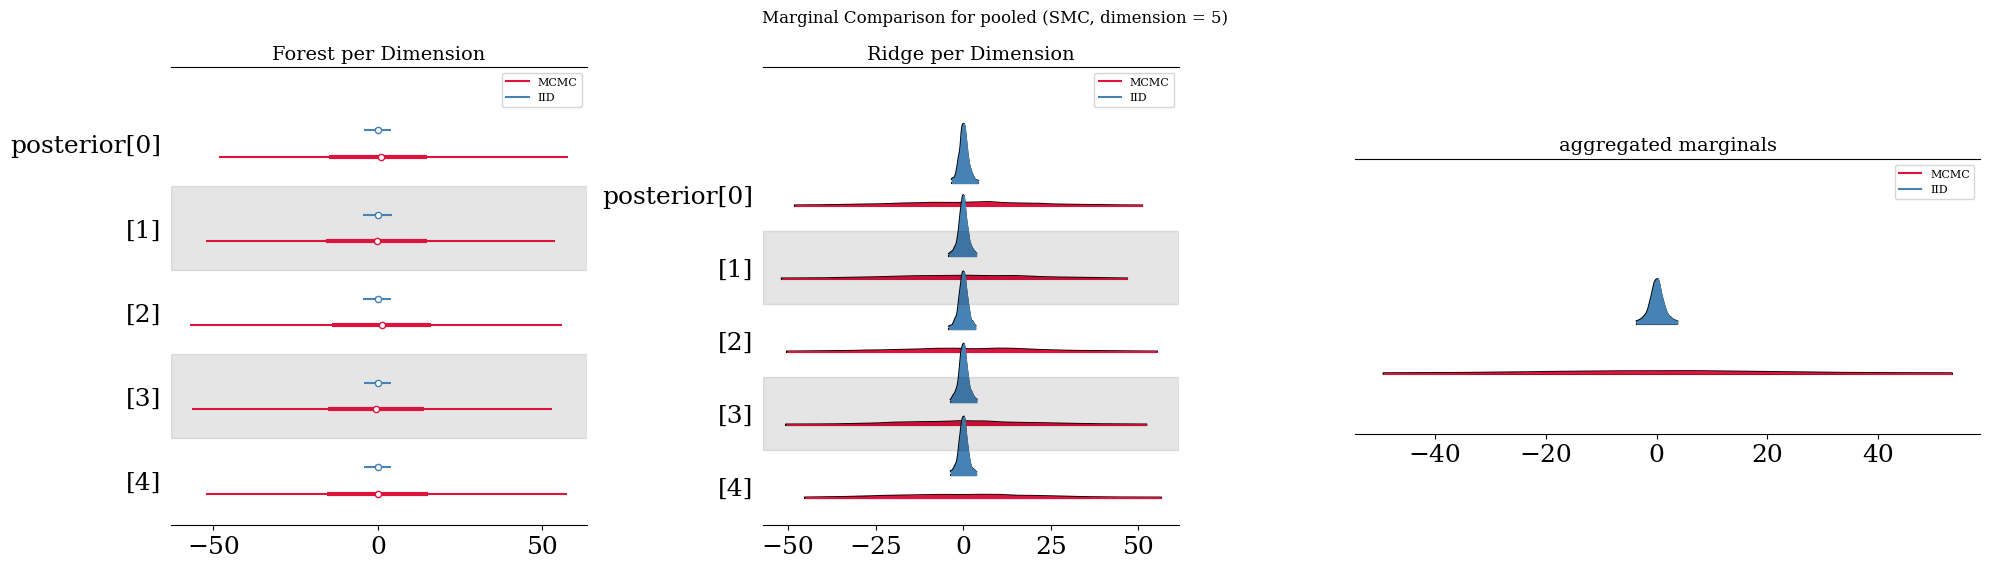 Marginal Comparison for pooled (SMC, dimension = 5)
Forest per Dimension
MCMC
IID
posterior[0]
[1]
[2]
[3]
[4]
−50
0
50
Ridge per Dimension
MCMC
IID
posterior[0]
[1]
[2]
[3]
[4]
−50
−25
0
25
50
aggregated marginals
MCMC
IID
−40
−20
0
20
40